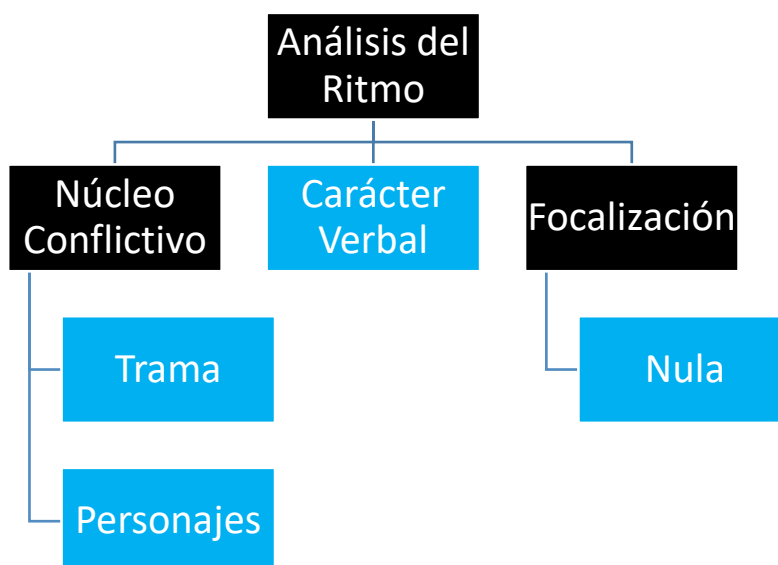 Análisis del
Ritmo
Núcleo
Conflictivo
Carácter
Verbal
Focalización
Trama
Nula
Personajes